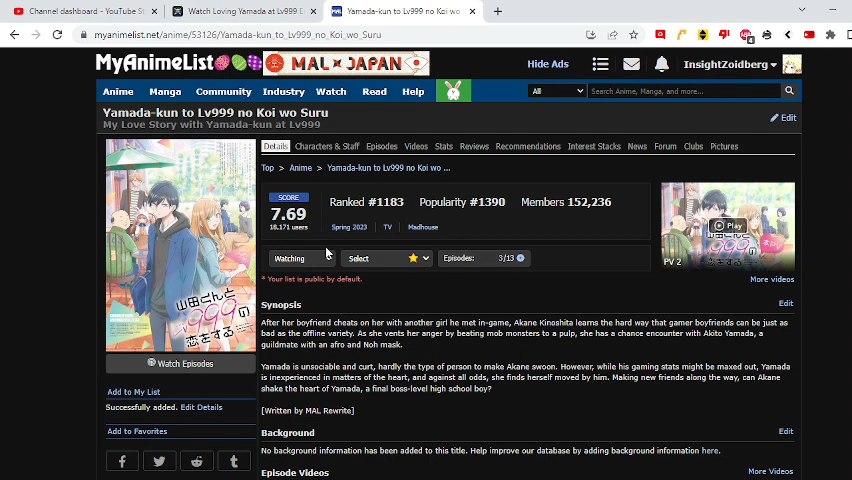 Channel dashboard - YouTube St
Watch Loving Yamada at Lv999 E
Yamada-kun to Lv999 no Koi wo
myanimelist.net/anime/53126/Yamada-kun_to_Lv999_no_Koi_wo_Suru
MyAnimeList
MAL JAPAN
Hide Ads
InsightZoidberg
Anime Manga Community Industry Watch Read Help
All
Search Anime, Manga, and more...
Yamada-kun to Lv999 no Koi wo Suru
My Love Story with Yamada-kun at Lv999
Edit
Details Characters & Staff Episodes Videos Stats Reviews Recommendations Interest Stacks News Forum Clubs Pictures
Top > Anime > Yamada-kun to Lv999 no Koi wo ...
SCORE
7.69
18,171 users
Ranked #1183 Popularity #1390 Members 152,236
Spring 2023 TV Madhouse
Watching
Select
Episodes: 3/13
* Your list is public by default.
Play
PV 2
More videos
Synopsis
Edit
After her boyfriend cheats on her with another girl he met in-game, Akane Kinoshita learns the hard way that gamer boyfriends can be just as
bad as the offline variety. As she vents her anger by beating mob monsters to a pulp, she has a chance encounter with Akito Yamada, a
guildmate with an afro and Noh mask.
Yamada is unsociable and curt, hardly the type of person to make Akane swoon. However, while his gaming stats might be maxed out, Yamada
is inexperienced in matters of the heart, and against all odds, she finds herself moved by him. Making new friends along the way, can Akane
shake the heart of Yamada, a final boss-level high school boy?
[Written by MAL Rewrite]
Background
Edit
No background information has been added to this title. Help improve our database by adding background information here.
Episode Videos
More Videos
山田くんと
Lv999の
恋をする
Watch Episodes
Add to My List
Successfully added. Edit Details
Add to Favorites